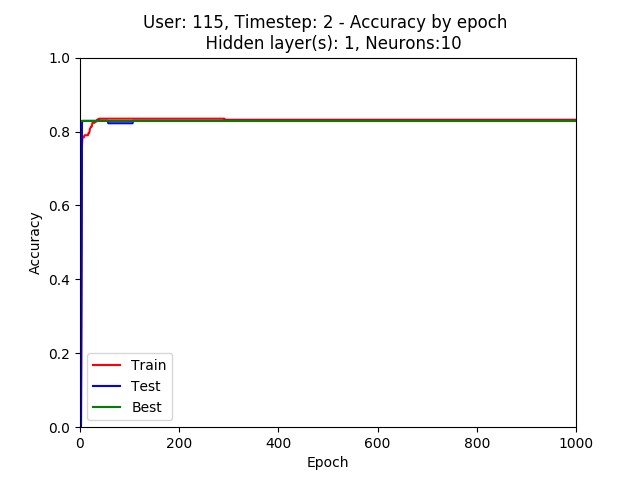 User: 115, Timestep: 2 - Accuracy by epoch
Hidden layer(s): 1, Neurons:10
1.0
0.8
0.6
0.4
0.2
0.0
Accuracy
Train
Test
Best
0 200 400 600 800 1000
Epoch